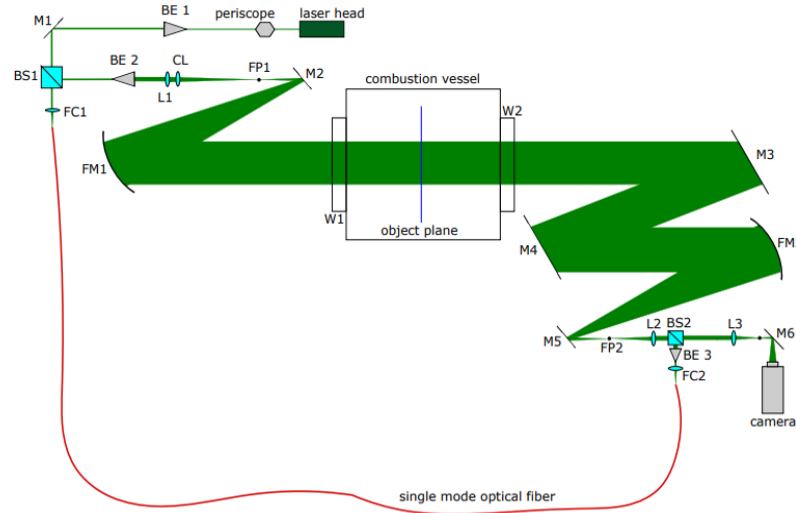 BE 1
periscope
laser head
M1
BE 2
FP1
M2
combustion vessel
BS1
L1
CL
W2
FC1
M3
FM1
W1
object plane
M4
FM
M5
FP2
L2
BS2
L3
M6
BE 3
FC2
camera
single mode optical fiber